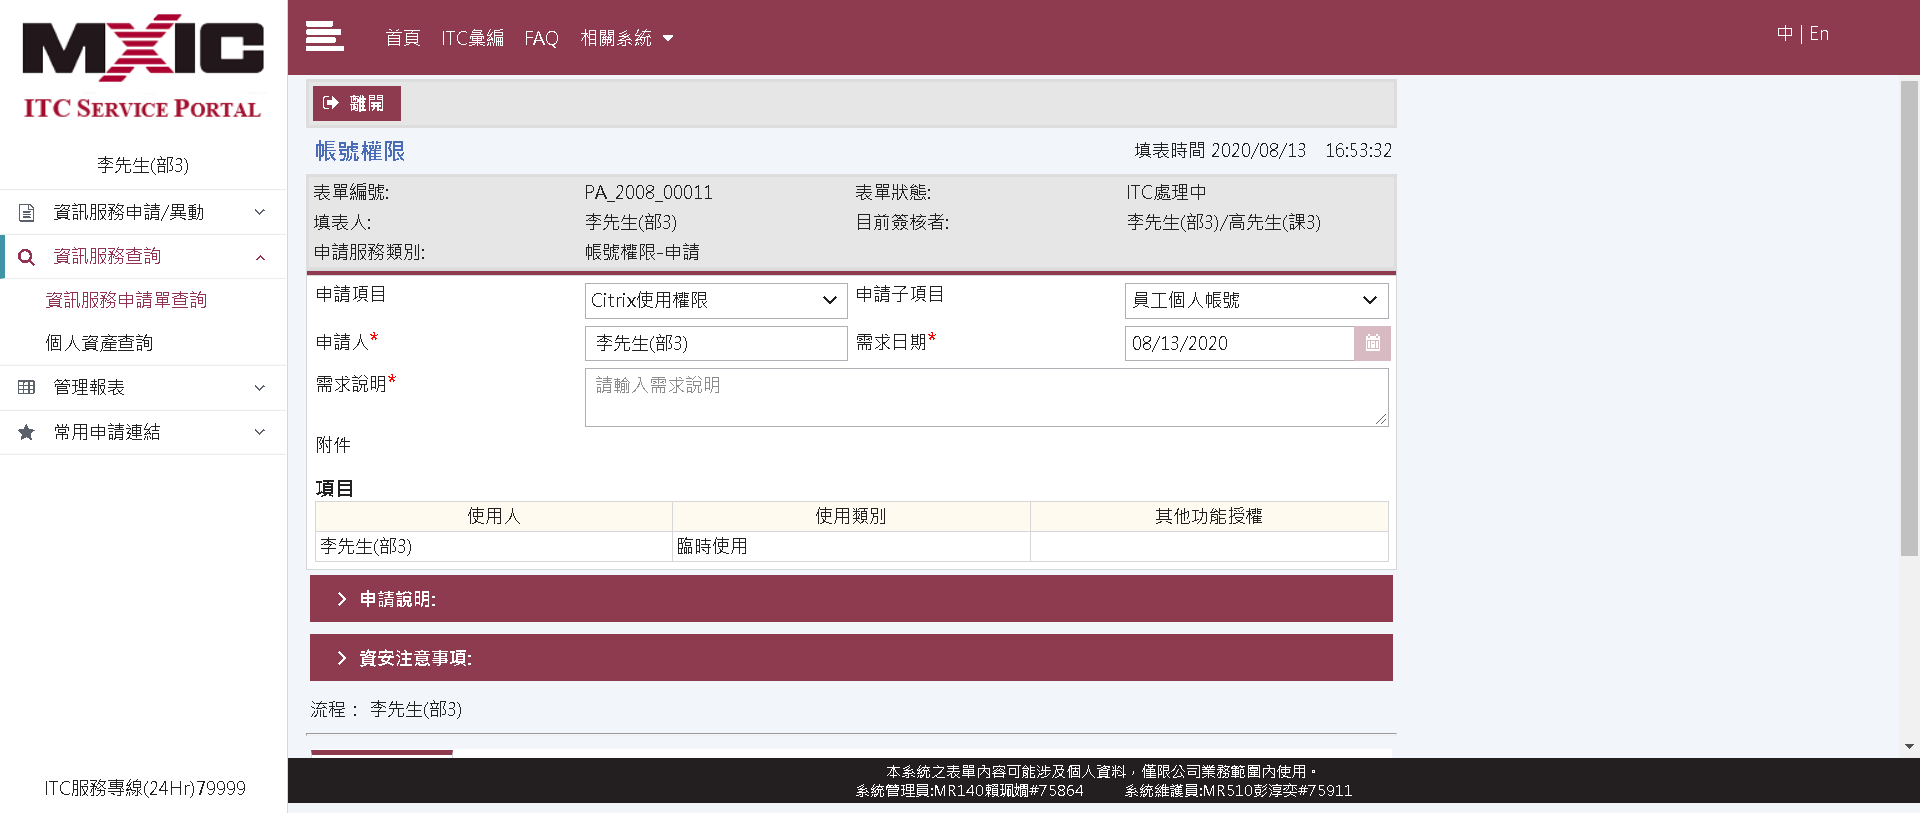 MXIC
ITC SERVICE PORTAL
李先生(部3)
資訊服務申請/異動
資訊服務查詢
資訊服務申請單查詢
個人資產查詢
管理報表
常用申請連結
ITC服務專線(24Hr)79999
首頁 ITC彙編 FAQ 相關系統
中 | En
離開
帳號權限 填表時間 2020/08/13 16:53:32
表單編號: PA_2008_00011 表單狀態: ITC處理中
填表人: 李先生(部3) 目前簽核者: 李先生(部3)/高先生(課3)
申請服務類別: 帳號權限-申請
申請項目 Citrix使用權限 申請子項目 員工個人帳號
申請人* 李先生(部3) 需求日期* 08/13/2020
需求說明* 請輸入需求說明
附件
項目
使用人 使用類別 其他功能授權
李先生(部3) 臨時使用
申請說明:
資安注意事項:
流程： 李先生(部3)
本系統之表單內容可能涉及個人資料，僅限公司業務範圍內使用。
系統管理員:MR140賴珮嫺#75864 系統維護員:MR510彭淳奕#75911